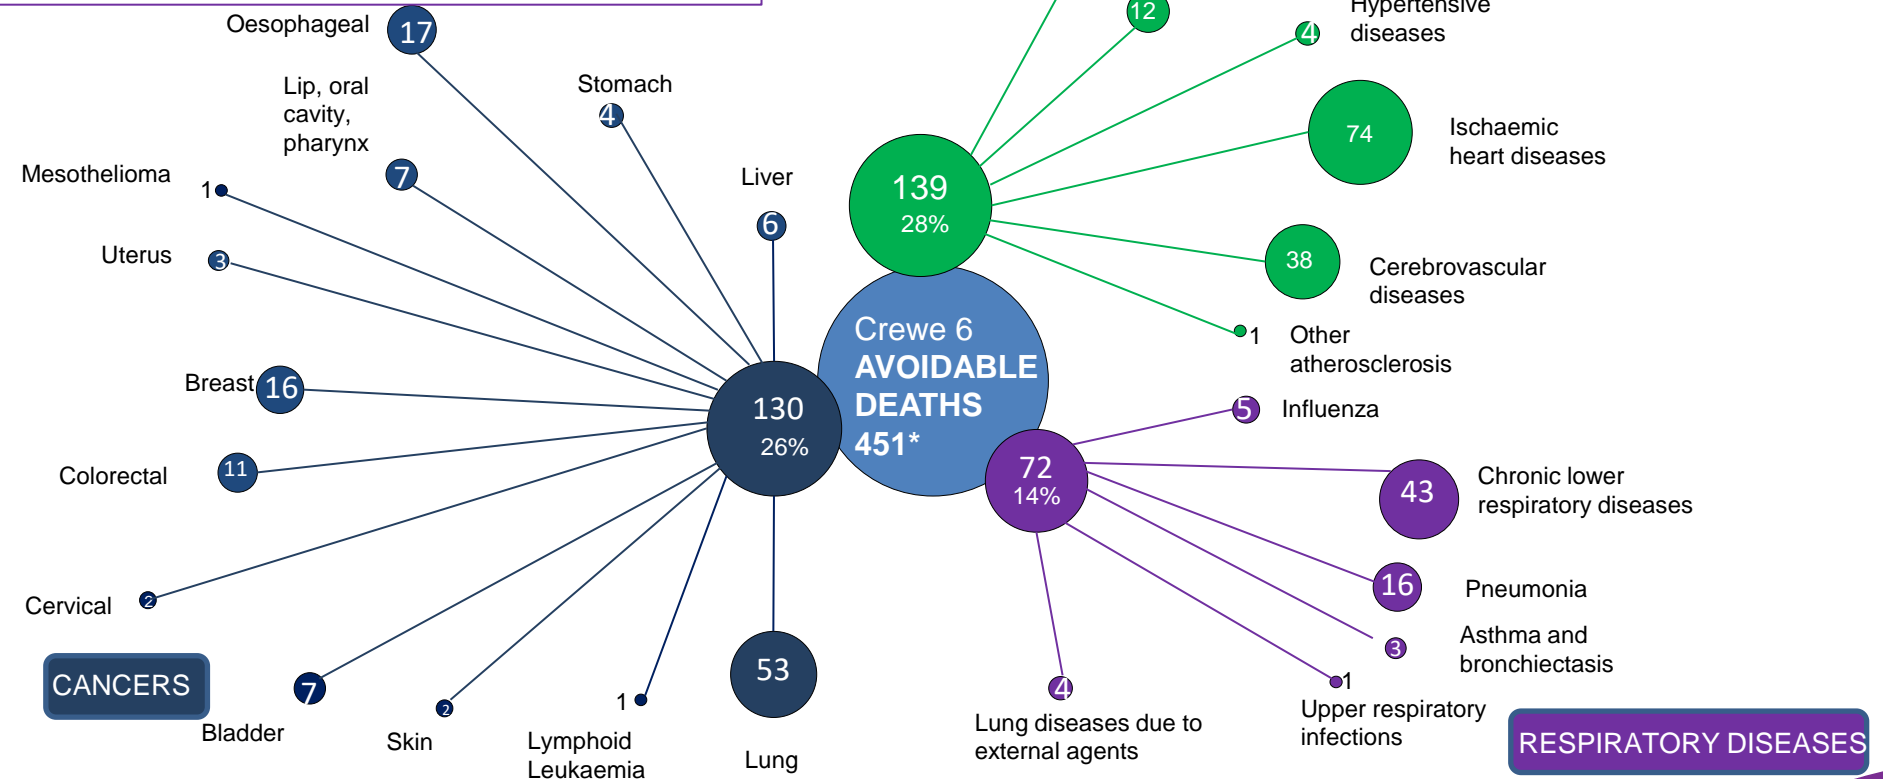 Oesophageal
17
12
Hypertensive
diseases
4
Lip, oral
cavity,
pharynx
7
Stomach
4
74
Ischaemic
heart diseases
Mesothelioma
1
Liver
6
139
28%
Uterus
3
38
Cerebrovascular
diseases
1
Other
atherosclerosis
Crewe 6
AVOIDABLE
DEATHS
451*
Breast
16
130
26%
5
Influenza
Colorectal
11
72
14%
43
Chronic lower
respiratory diseases
16
Pneumonia
Cervical
2
3
Asthma and
bronchiectasis
CANCERS
7
Bladder
2
Skin
1
Lymphoid
Leukaemia
53
Lung
4
Lung diseases due to
external agents
1
Upper respiratory
infections
RESPIRATORY DISEASES